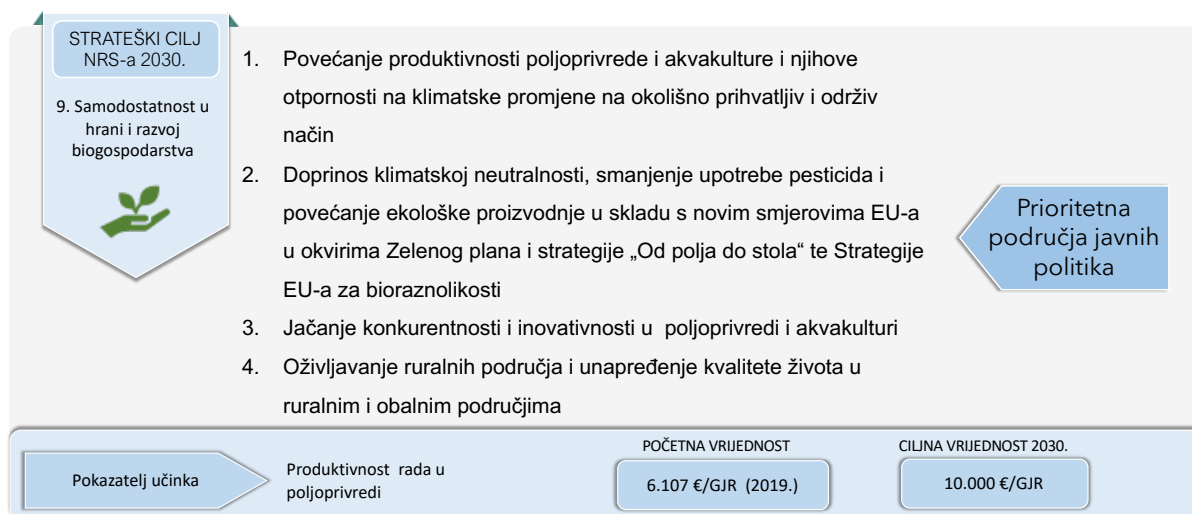 STRATEŠKI CILJ
NRS-a 2030.
9. Samodostatnost u
hrani i razvoj
biogospodarstva
1. Povećanje produktivnosti poljoprivrede i akvakulture i njihove
otpornosti na klimatske promjene na okolišno prihvatljiv i održiv
način
2. Doprinos klimatskoj neutralnosti, smanjenje upotrebe pesticida i
povećanje ekološke proizvodnje u skladu s novim smjerovima EU-a
u okvirima Zelenog plana i strategije „Od polja do stola“ te Strategije
EU-a za bioraznolikosti
3. Jačanje konkurentnosti i inovativnosti u poljoprivredi i akvakulturi
4. Oživljavanje ruralnih područja i unapređenje kvalitete života u
ruralnim i obalnim područjima
Prioritetna
područja javnih
politika
Pokazatelj učinka
Produktivnost rada u
poljoprivredi
POČETNA VRIJEDNOST
6.107 €/GJR (2019.)
CILJNA VRIJEDNOST 2030.
10.000 €/GJR